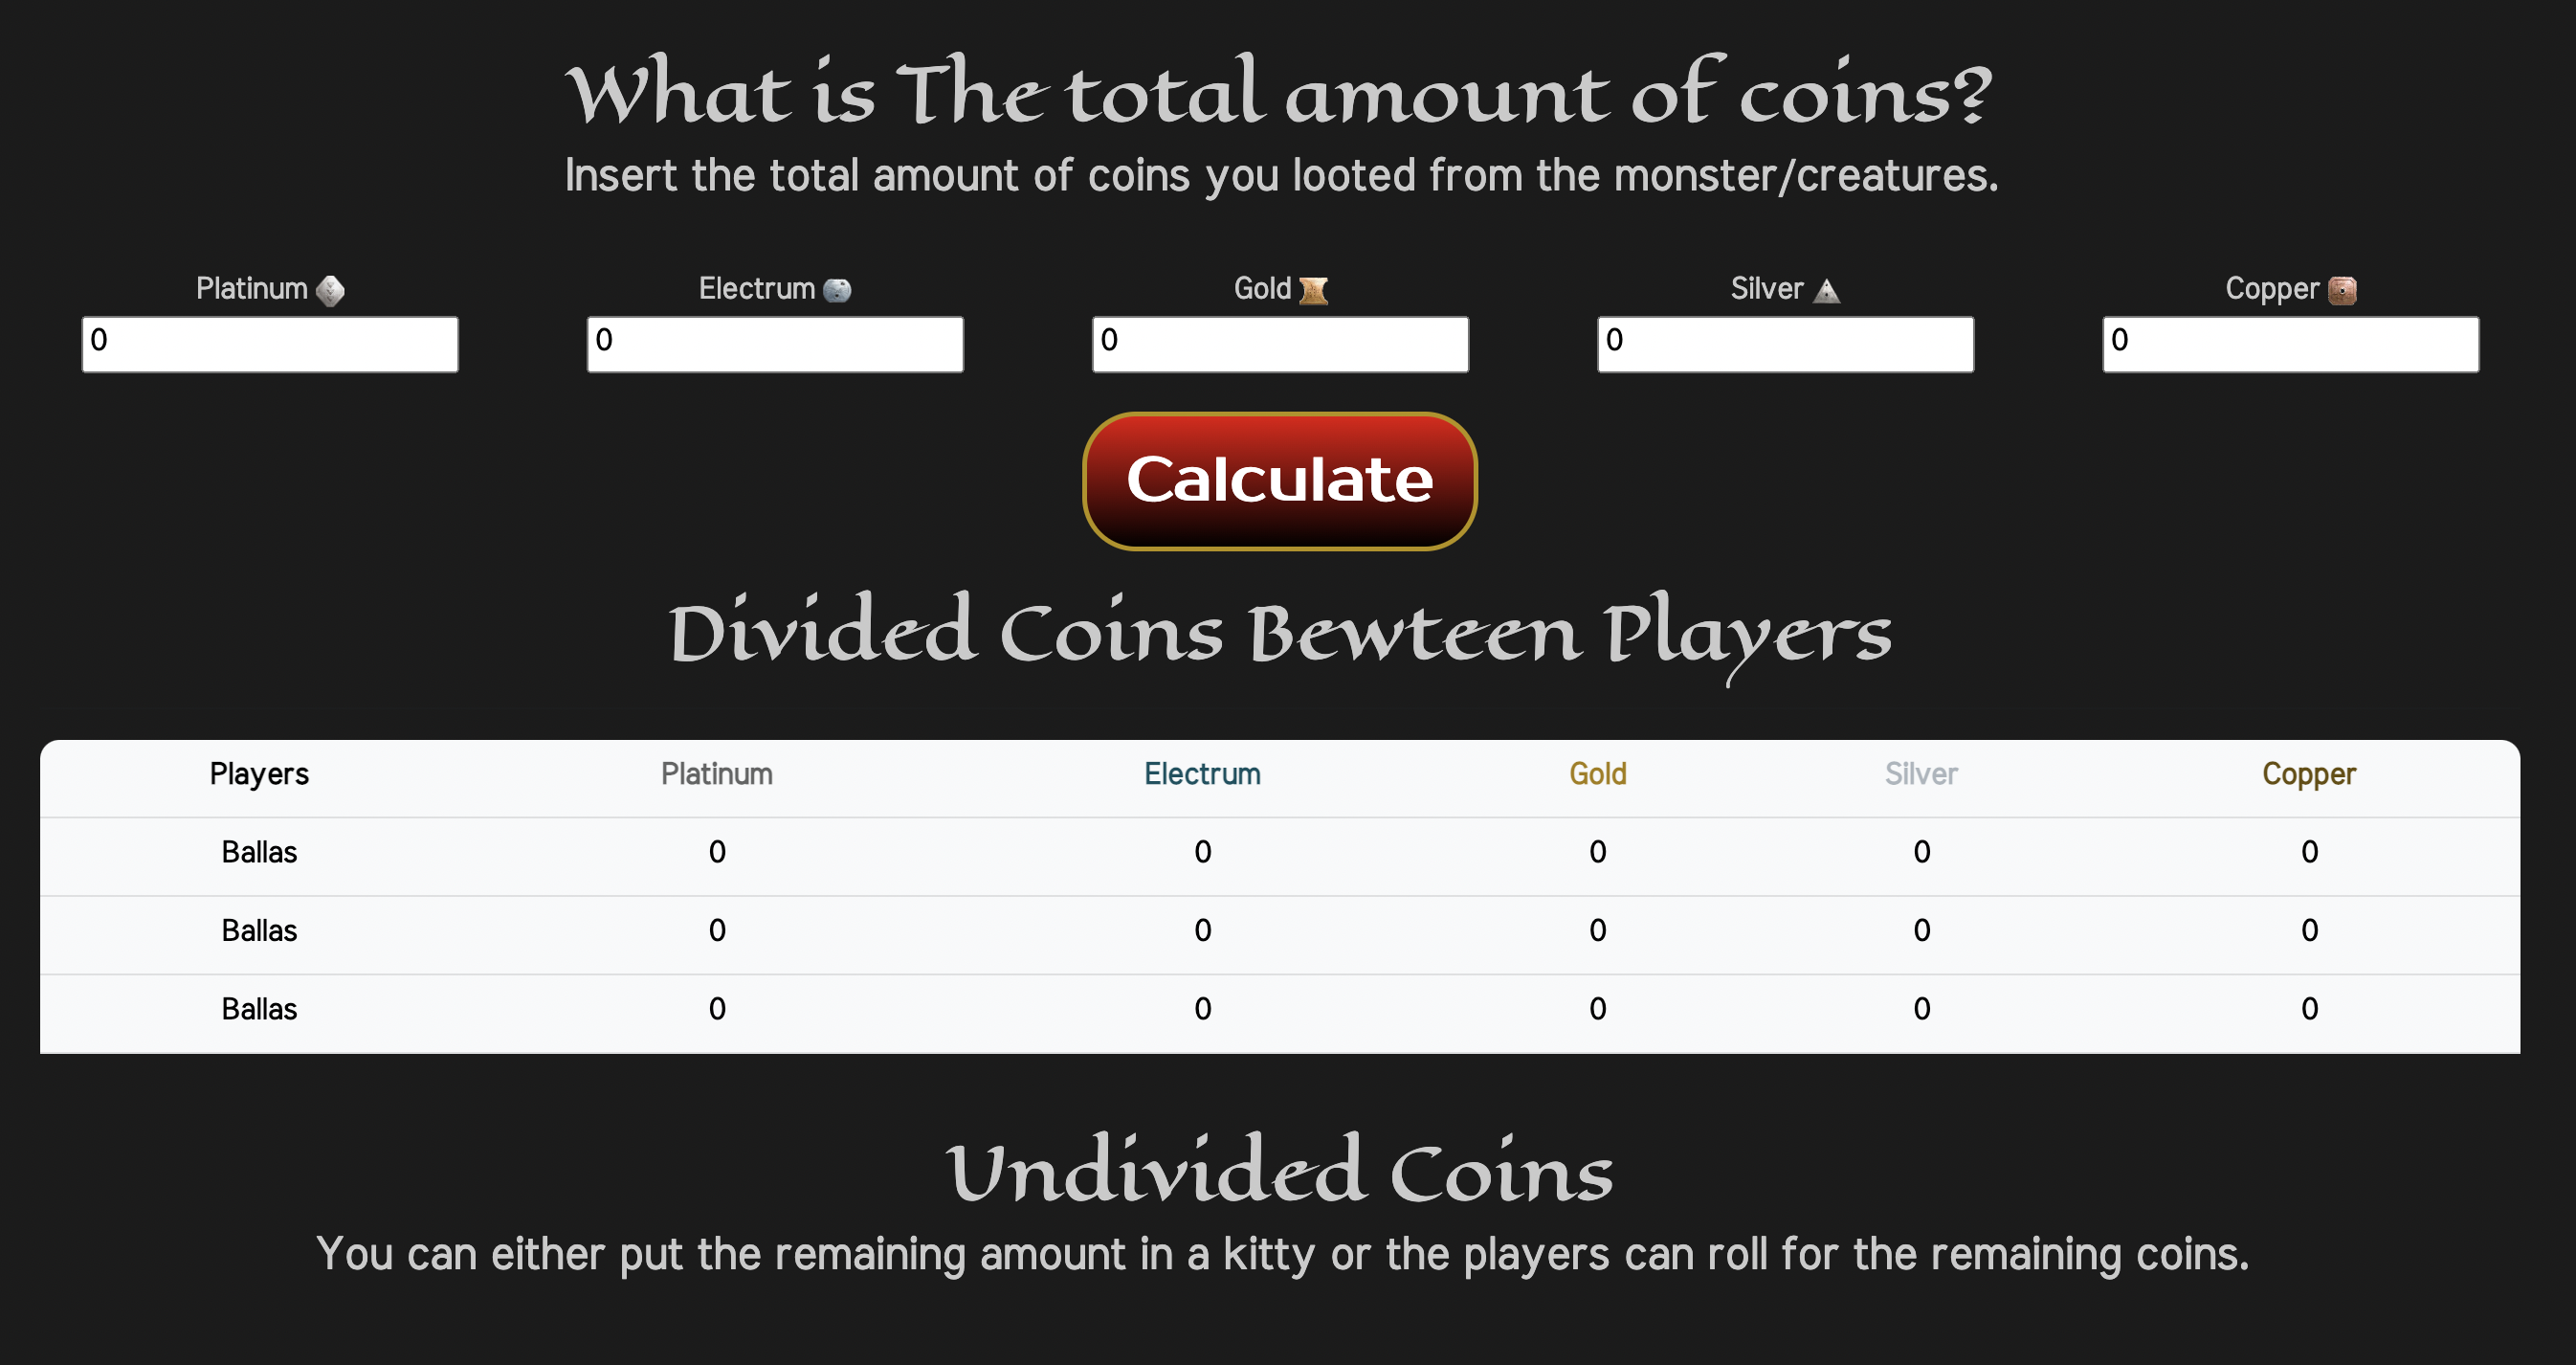 What is The total amount of coins?
Insert the total amount of coins you looted from the monster/creatures.
Platinum Electrum Gold Silver Copper
0 0 0 0 0
Calculate
Divided Coins Bewteen Players
Players Platinum Electrum Gold Silver Copper
Ballas 0 0 0 0 0
Ballas 0 0 0 0 0
Ballas 0 0 0 0 0
Undivided Coins
You can either put the remaining amount in a kitty or the players can roll for the remaining coins.